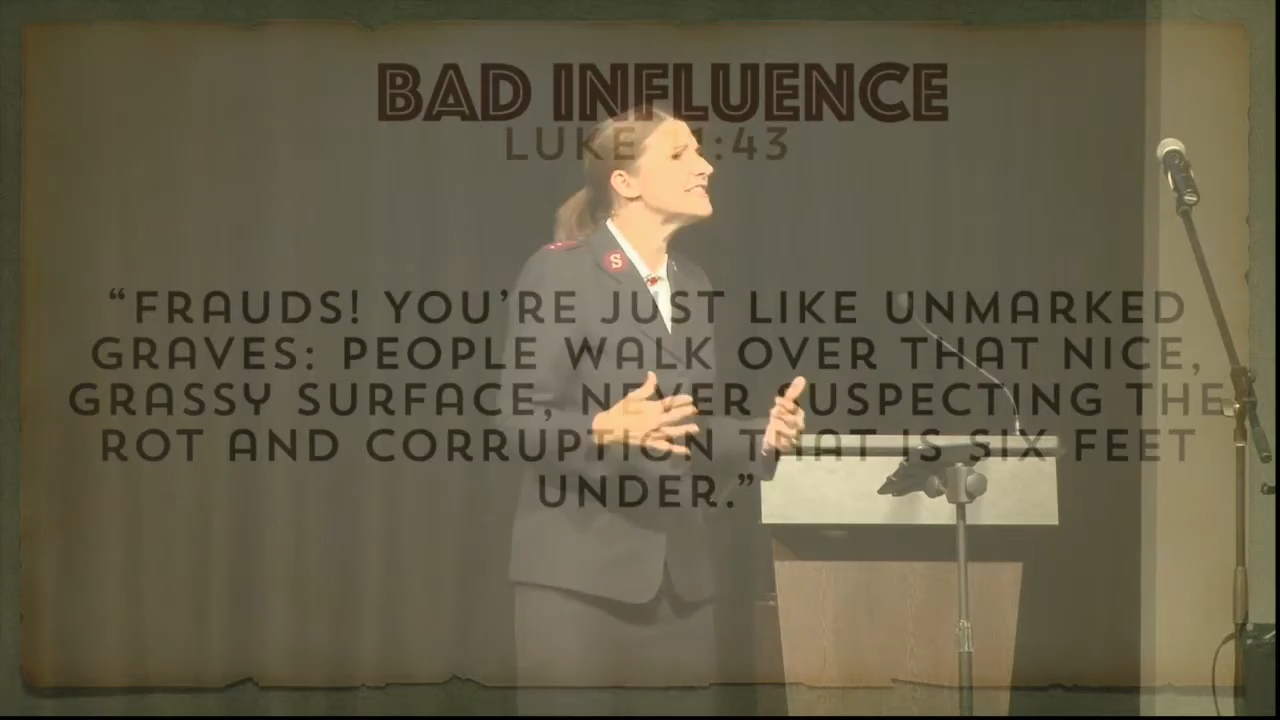 BAD INFLUENCE
LUKE :43
S
“FRAUDS! YOU’RE JUST LIKE UNMARKED
GRAVES: PEOPLE WALK OVER THAT NICE,
GRASSY SURFACE, NEVER SUSPECTING THE
ROT AND CORRUPTION THAT IS SIX FEET
UNDER.”